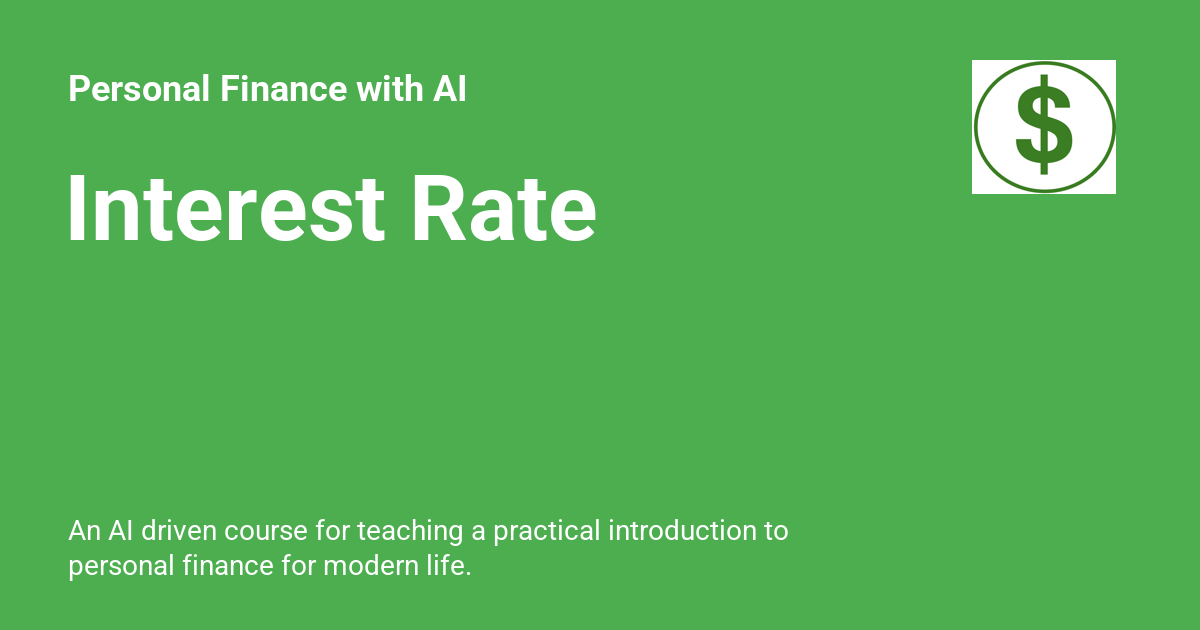 Personal Finance with AI
Interest Rate
$
An AI driven course for teaching a practical introduction to
personal finance for modern life.